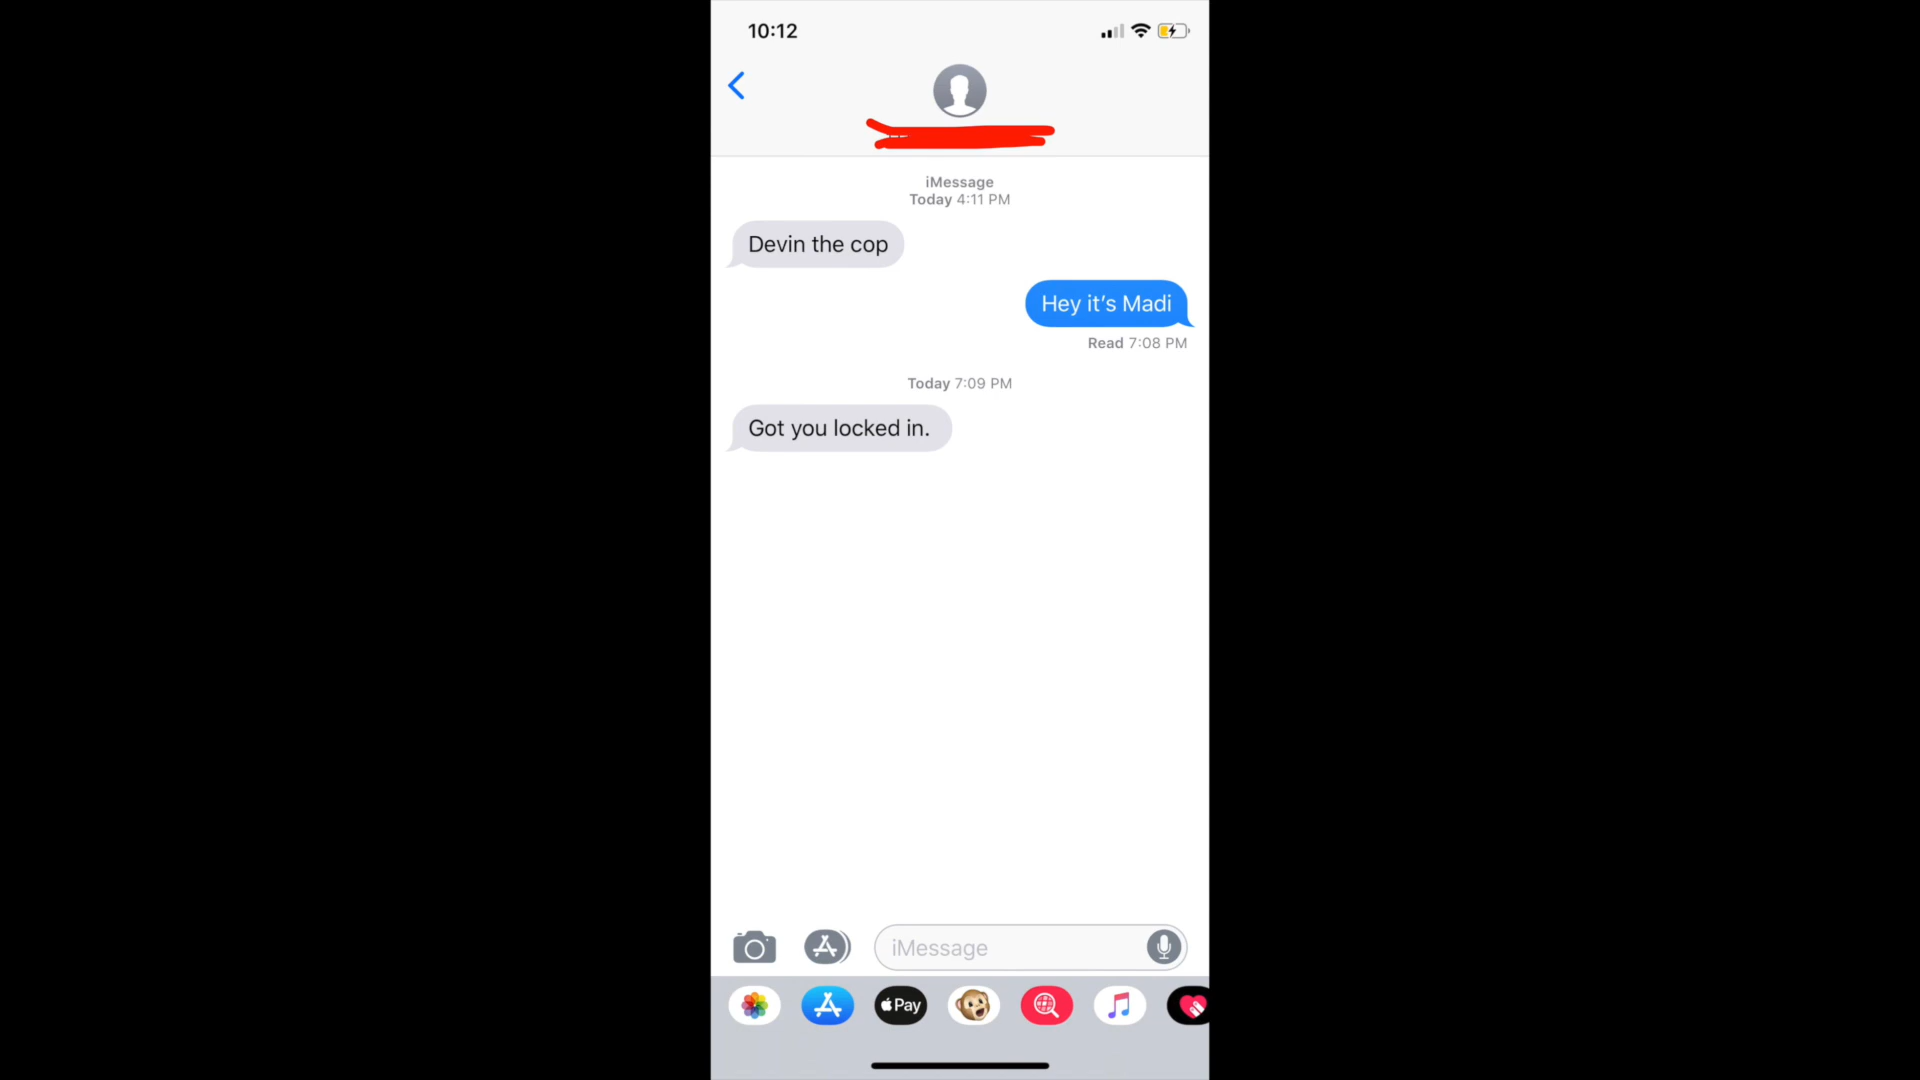 10:12
iMessage
Today 4:11 PM
Devin the cop
Hey it's Madi
Read 7:08 PM
Today 7:09 PM
Got you locked in.
iMessage
Pay